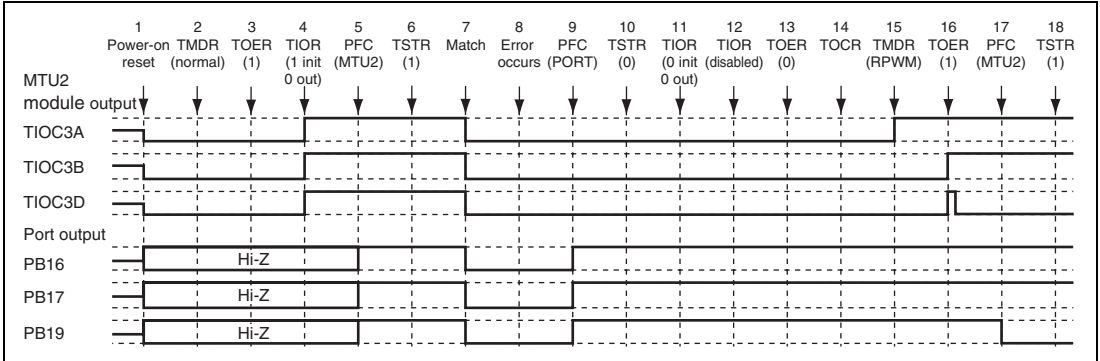 1 2 3 4 5 6 7 8 9 10 11 12 13 14 15 16 17 18
Power-on TMDR TOER TIOR PFC TSTR Match Error PFC TSTR TIOR TIOR TOER TOCR TMDR TOER PFC TSTR
reset (normal) (1) (1 init (MTU2) (1) occurs (PORT) (0) (0 init (disabled) (0) (RPWM) (1) (MTU2) (1)
0 out) 0 out)
MTU2
module output
TIOC3A
TIOC3B
TIOC3D
Port output
PB16 Hi-Z
PB17 Hi-Z
PB19 Hi-Z